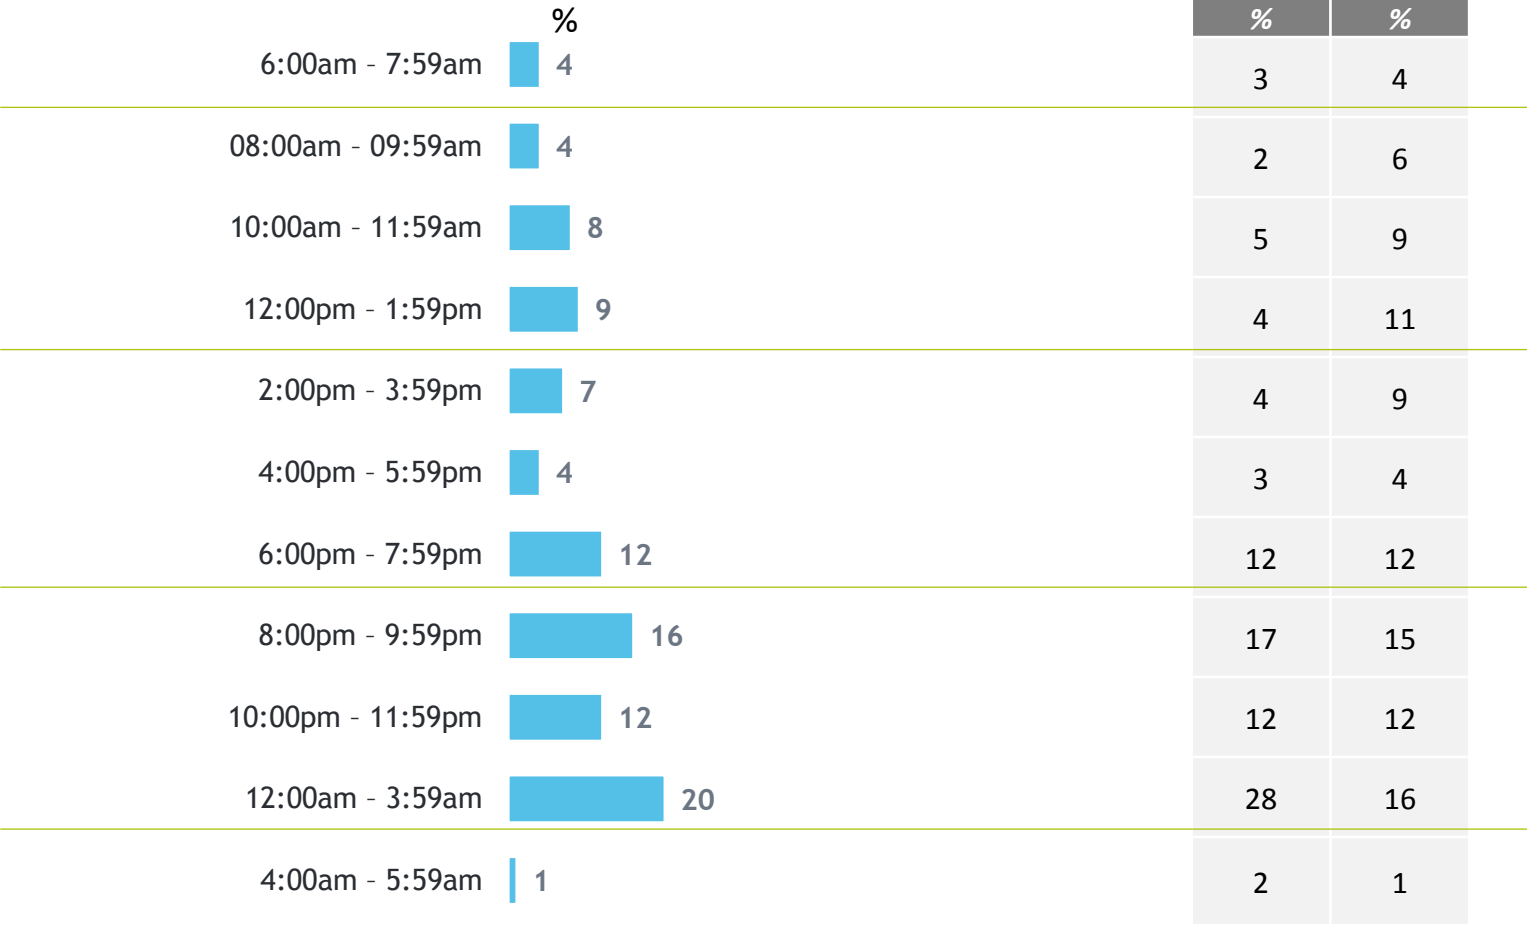 % % %
6:00am - 7:59am 4 3 4
08:00am - 09:59am 4 2 6
10:00am - 11:59am 8 5 9
12:00pm - 1:59pm 9 4 11
2:00pm - 3:59pm 7 4 9
4:00pm - 5:59pm 4 3 4
6:00pm - 7:59pm 12 12 12
8:00pm - 9:59pm 16 17 15
10:00pm - 11:59pm 12 12 12
12:00am - 3:59am 20 28 16
4:00am - 5:59am 1 2 1